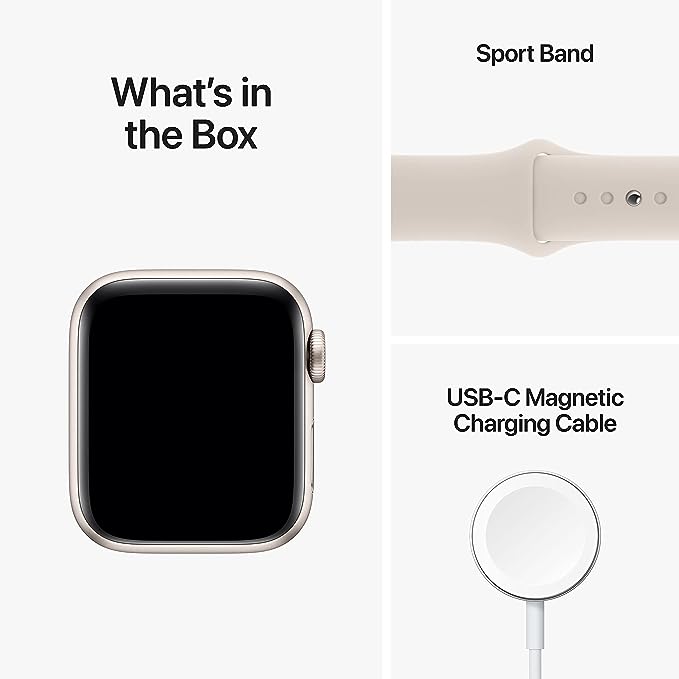 What’s in
the Box
Sport Band
USB-C Magnetic
Charging Cable